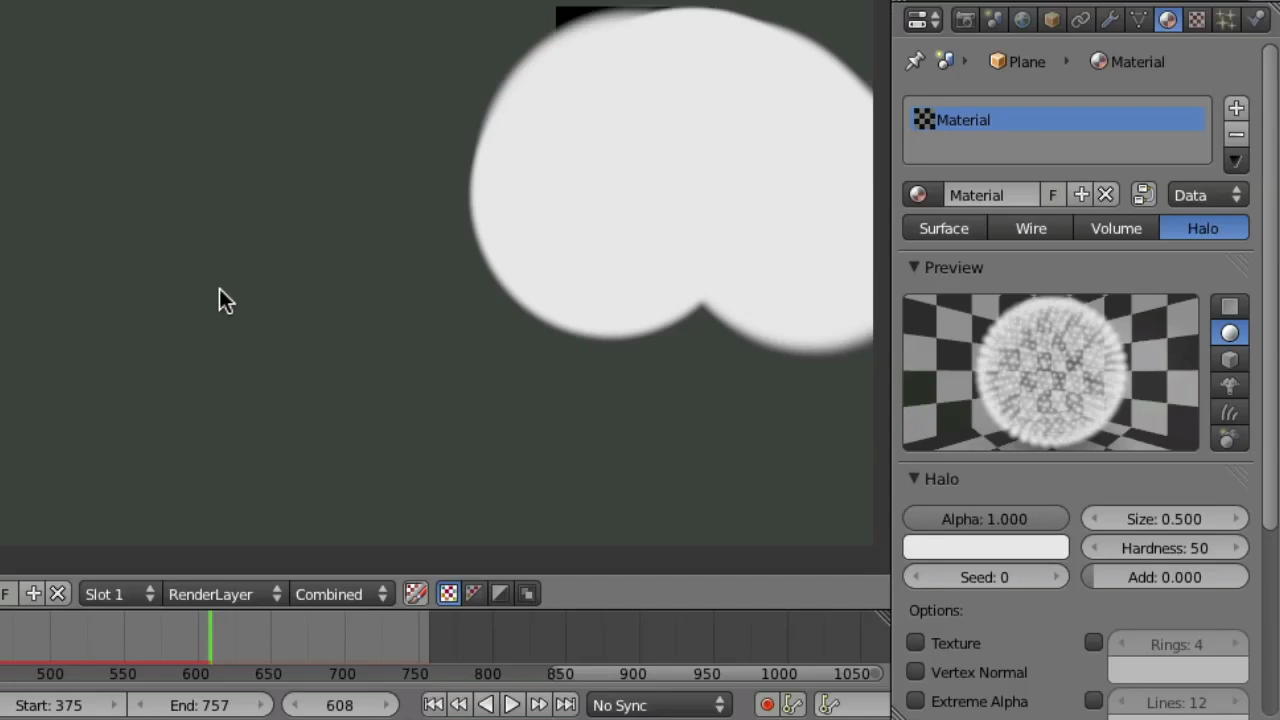 Plane Material
Material
Material F Data
Surface Wire Volume Halo
Preview
Halo
Alpha: 1.000 Size: 0.500
Hardness: 50
Seed: 0 Add: 0.000
Options:
Texture Rings: 4
Vertex Normal
Extreme Alpha Lines: 12
F Slot 1 RenderLayer Combined
500 550 600 650 700 750 800 850 900 950 1000 1050
Start: 375 End: 757 608 No Sync